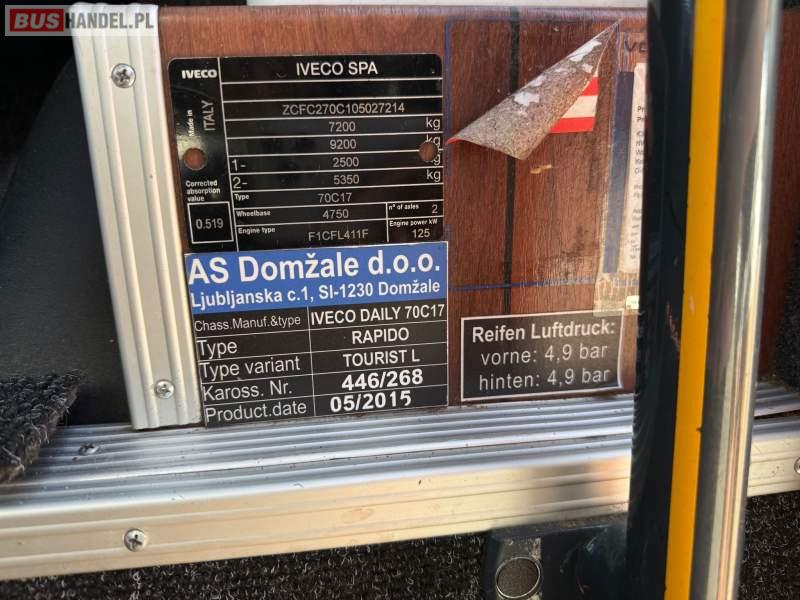 BUSHANDEL.PL
IVECO
IVECO SPA
Made in
ITALY
ZCFC270C105027214
7200 kg
9200 kg
1- 2500 kg
2- 5350 kg
Corrected
absorption
value
0.519
Type 70C17
Wheelbase 4750
n° of axles 2
Engine type F1CFL411F
Engine power kW
125
AS Domžale d.o.o.
Ljubljanska c.1, SI-1230 Domžale
Chass.Manuf.&type IVECO DAILY 70C17
Type RAPIDO
Type variant TOURIST L
Kaross. Nr. 446/268
Product.date 05/2015
Reifen Luftdruck:
vorne: 4,9 bar
hinten: 4,9 bar